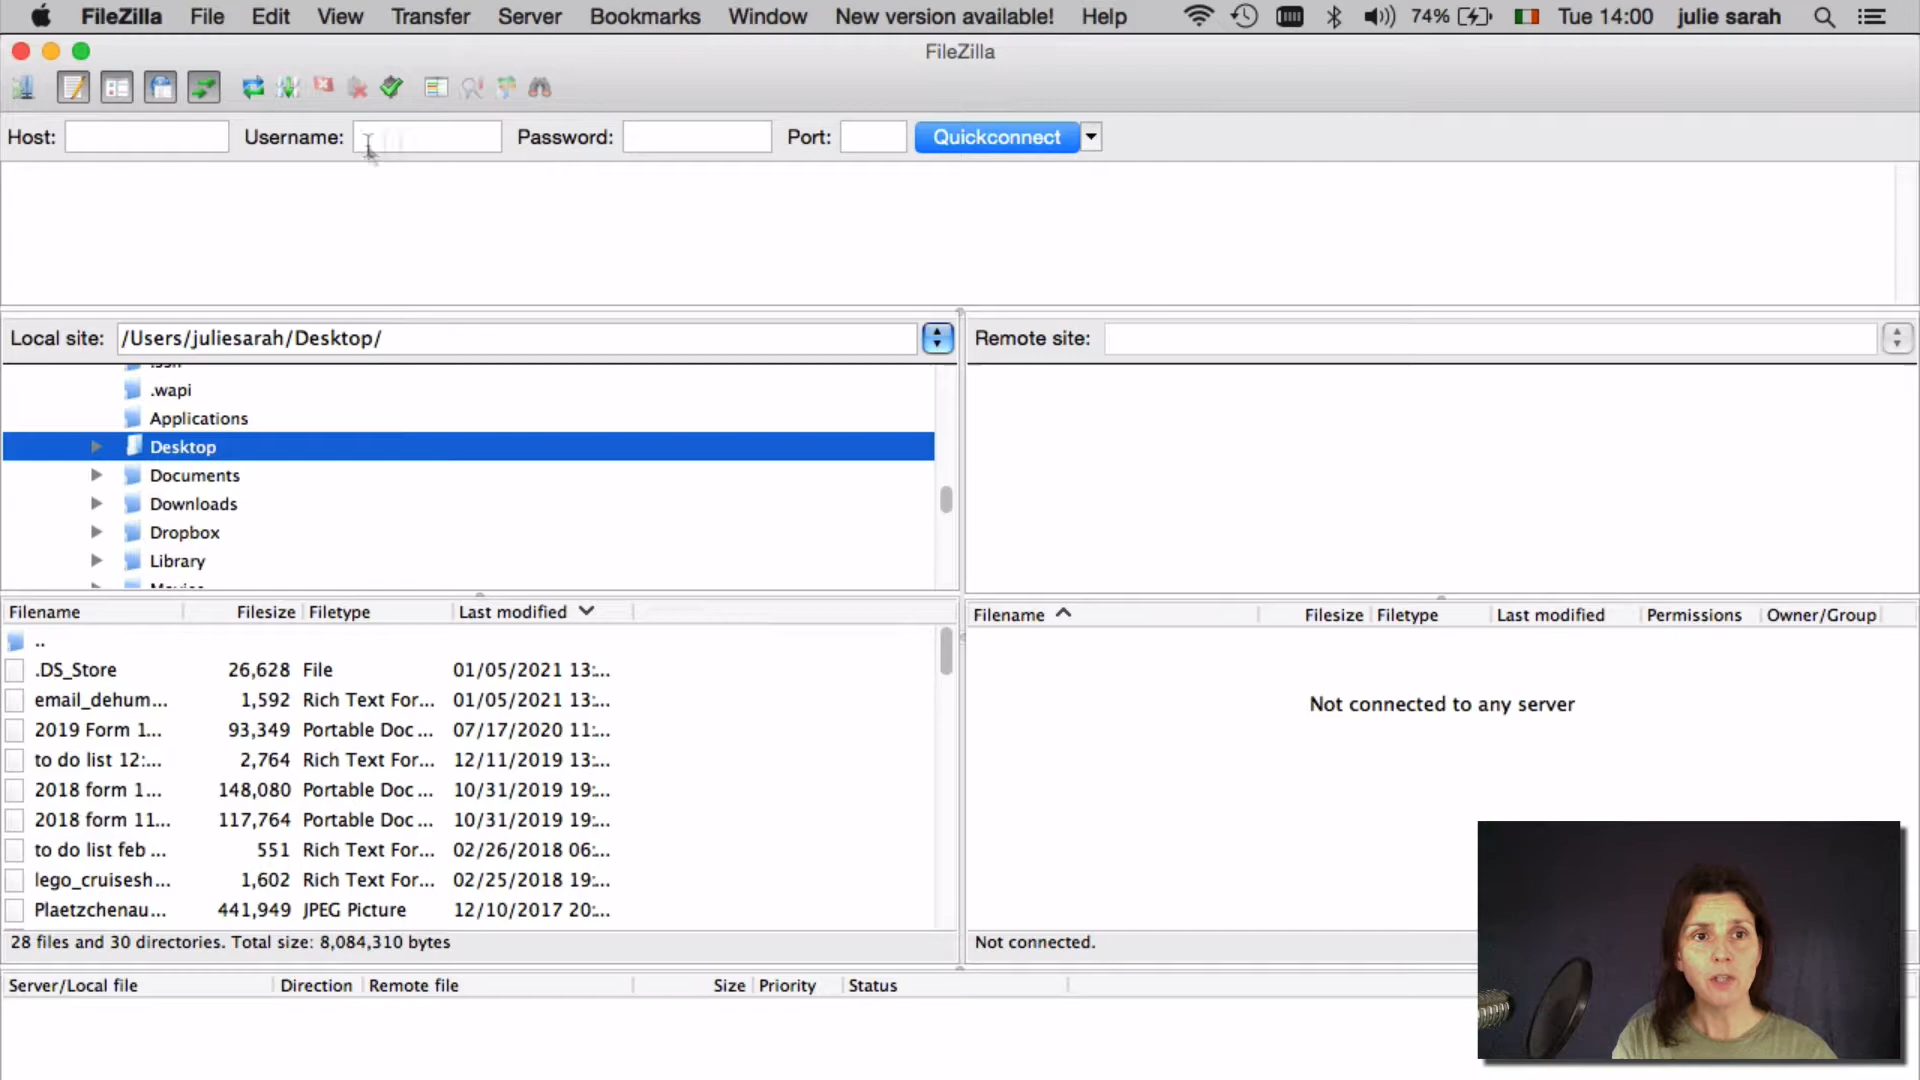 FileZilla File Edit View Transfer Server Bookmarks Window New version available! Help 74% Tue 14:00 julie sarah
FileZilla
Host: Username: Password: Port: Quickconnect
Local site: /Users/juliesarah/Desktop/
Remote site:
.wapi
Applications
Desktop
Documents
Downloads
Dropbox
Library
Filename Filesize Filetype Last modified
..
.DS_Store 26,628 File 01/05/2021 13:...
email_dehum... 1,592 Rich Text For... 01/05/2021 13:...
2019 Form 1... 93,349 Portable Doc ... 07/17/2020 11:...
to do list 12:... 2,764 Rich Text For... 12/11/2019 13:...
2018 form 1... 148,080 Portable Doc ... 10/31/2019 19:...
2018 form 11... 117,764 Portable Doc ... 10/31/2019 19:...
to do list feb ... 551 Rich Text For... 02/26/2018 06:...
lego_cruisesh... 1,602 Rich Text For... 02/25/2018 19:...
Plaetzchenau... 441,949 JPEG Picture 12/10/2017 20:...
28 files and 30 directories. Total size: 8,084,310 bytes
Filename Filesize Filetype Last modified Permissions Owner/Group
Not connected to any server
Not connected.
Server/Local file Direction Remote file Size Priority Status